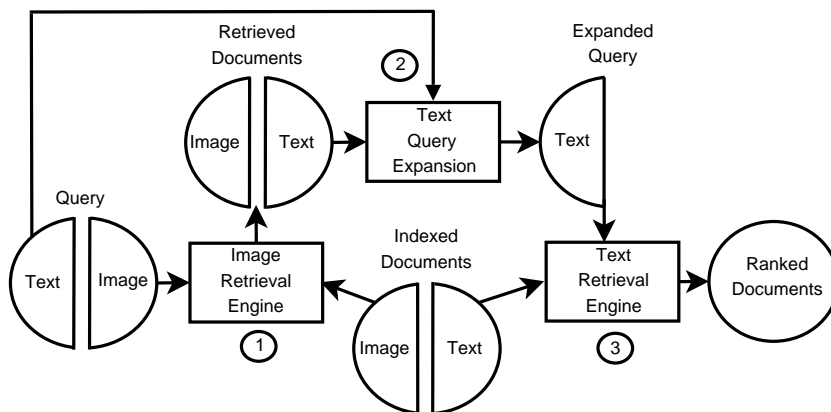 Retrieved
Documents
Expanded
Query
2
Text
Query
Expansion
Image
Text
Text
Query
Text
Image
Image
Retrieval
Engine
1
Indexed
Documents
Image
Text
Text
Retrieval
Engine
3
Ranked
Documents